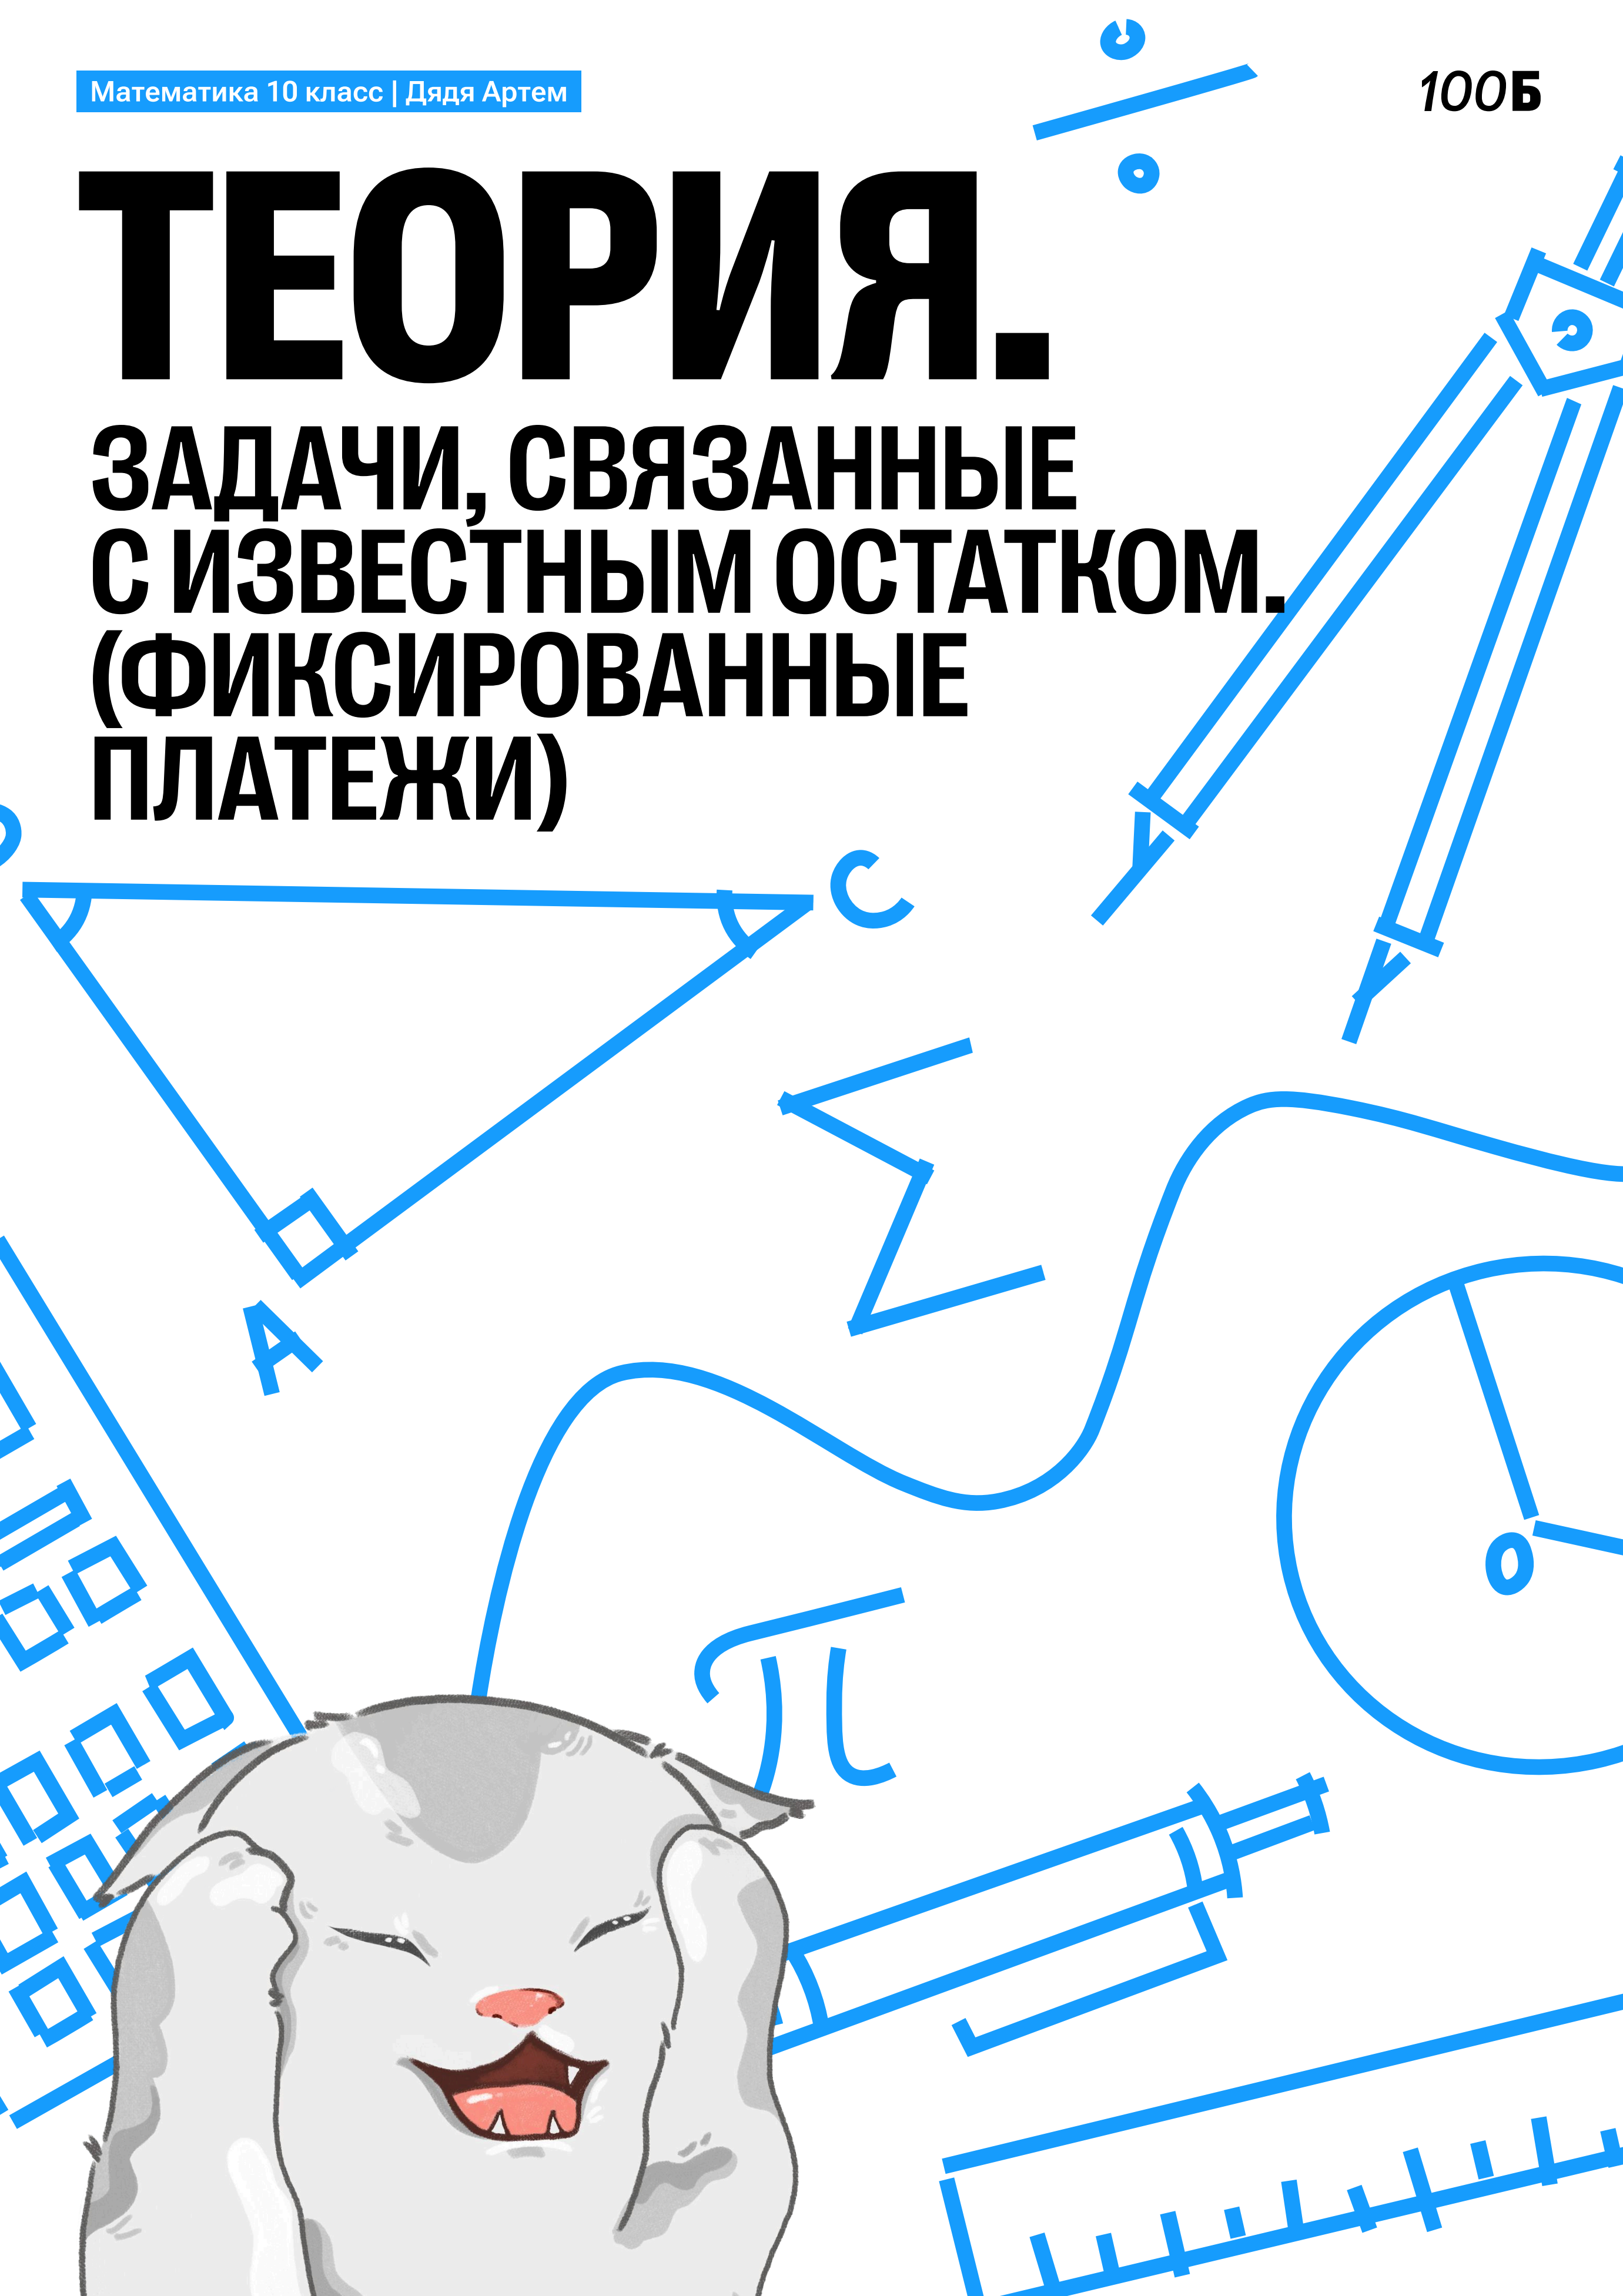 Математика 10 класс | Дядя Артем
100Б
ТЕОРИЯ.
ЗАДАЧИ, СВЯЗАННЫЕ
С ИЗВЕСТНЫМ ОСТАТКОМ.
(ФИКСИРОВАННЫЕ
ПЛАТЕЖИ)
C
A
π
O